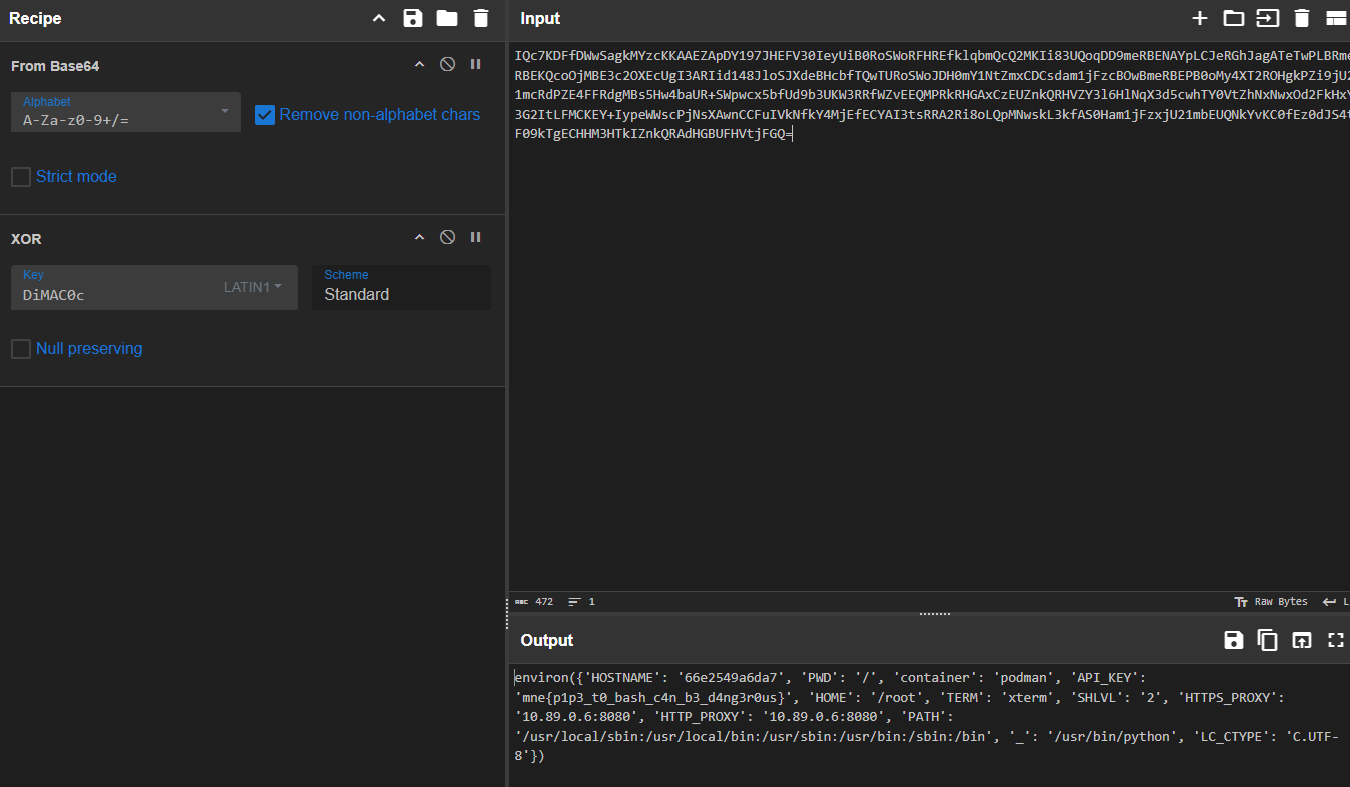 Recipe
From Base64
Alphabet
A-Za-z0-9+/=
Remove non-alphabet chars
Strict mode
XOR
Key
DiMAC0c
LATIN1
Scheme
Standard
Null preserving
Input
IQc7KDFfDWwSagkMYzcKKAAEZApDY197JHEFV30IeyUiB0RoSWoRFHREfklqbmQcQ2MKIi83UQoqDD9meRBENAYpLCJeRGhJagATeTwPLBRme
RBEKQcoOjMBE3c2OXEcUgI3ARIid148JloSJXdeBHcbfTQwTURoSWoJDH0mY1NtZmxCDCsdam1jFzcBOwBmeRBEPB0oMy4XT2ROHgkPZi9jU2
1mcRdPZE4FFRdgMBs5Hw4baUR+SWpwcx5bfUd9b3UKW3RRfWZvEEQMPRkRHGAxCzEUZnkQRHVZY3l6HlNqX3d5cwhTY0VtZhNxNwxOd2FkHxY
3G2ItLFMCKEY+IypeWWscPjNsXAwnCCFuIVkNfkY4MjEfECYAI3tsRRA2Ri8oLQpMNwskL3kfAS0Ham1jFzxjU21mbEUQNkYvKC0fEz0dJS4t
F09kTgECHHM3HTkIZnkQRAdHGBUFHVtjFGQ=
472
1
Raw Bytes
L
Output
environ({'HOSTNAME': '66e2549a6da7', 'PWD': '/', 'container': 'podman', 'API_KEY':
'mne{p1p3_t0_bash_c4n_b3_d4ng3r0us}', 'HOME': '/root', 'TERM': 'xterm', 'SHLVL': '2', 'HTTPS_PROXY':
'10.89.0.6:8080', 'HTTP_PROXY': '10.89.0.6:8080', 'PATH':
'/usr/local/sbin:/usr/local/bin:/usr/sbin:/usr/bin:/sbin:/bin', '_': '/usr/bin/python', 'LC_CTYPE': 'C.UTF-
8'})